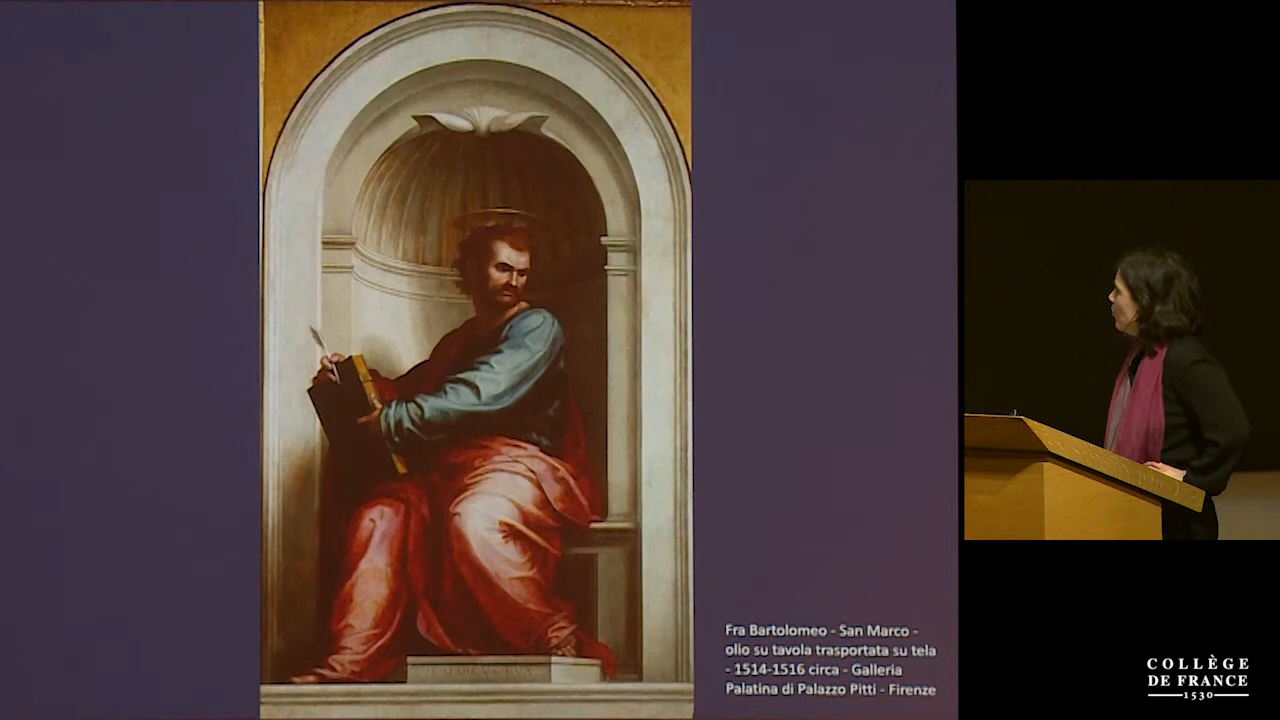 Fra Bartolomeo - San Marco -
olio su tavola trasportata su tela
- 1514-1516 circa - Galleria
Palatina di Palazzo Pitti - Firenze
COLLÈGE
DE FRANCE
1530